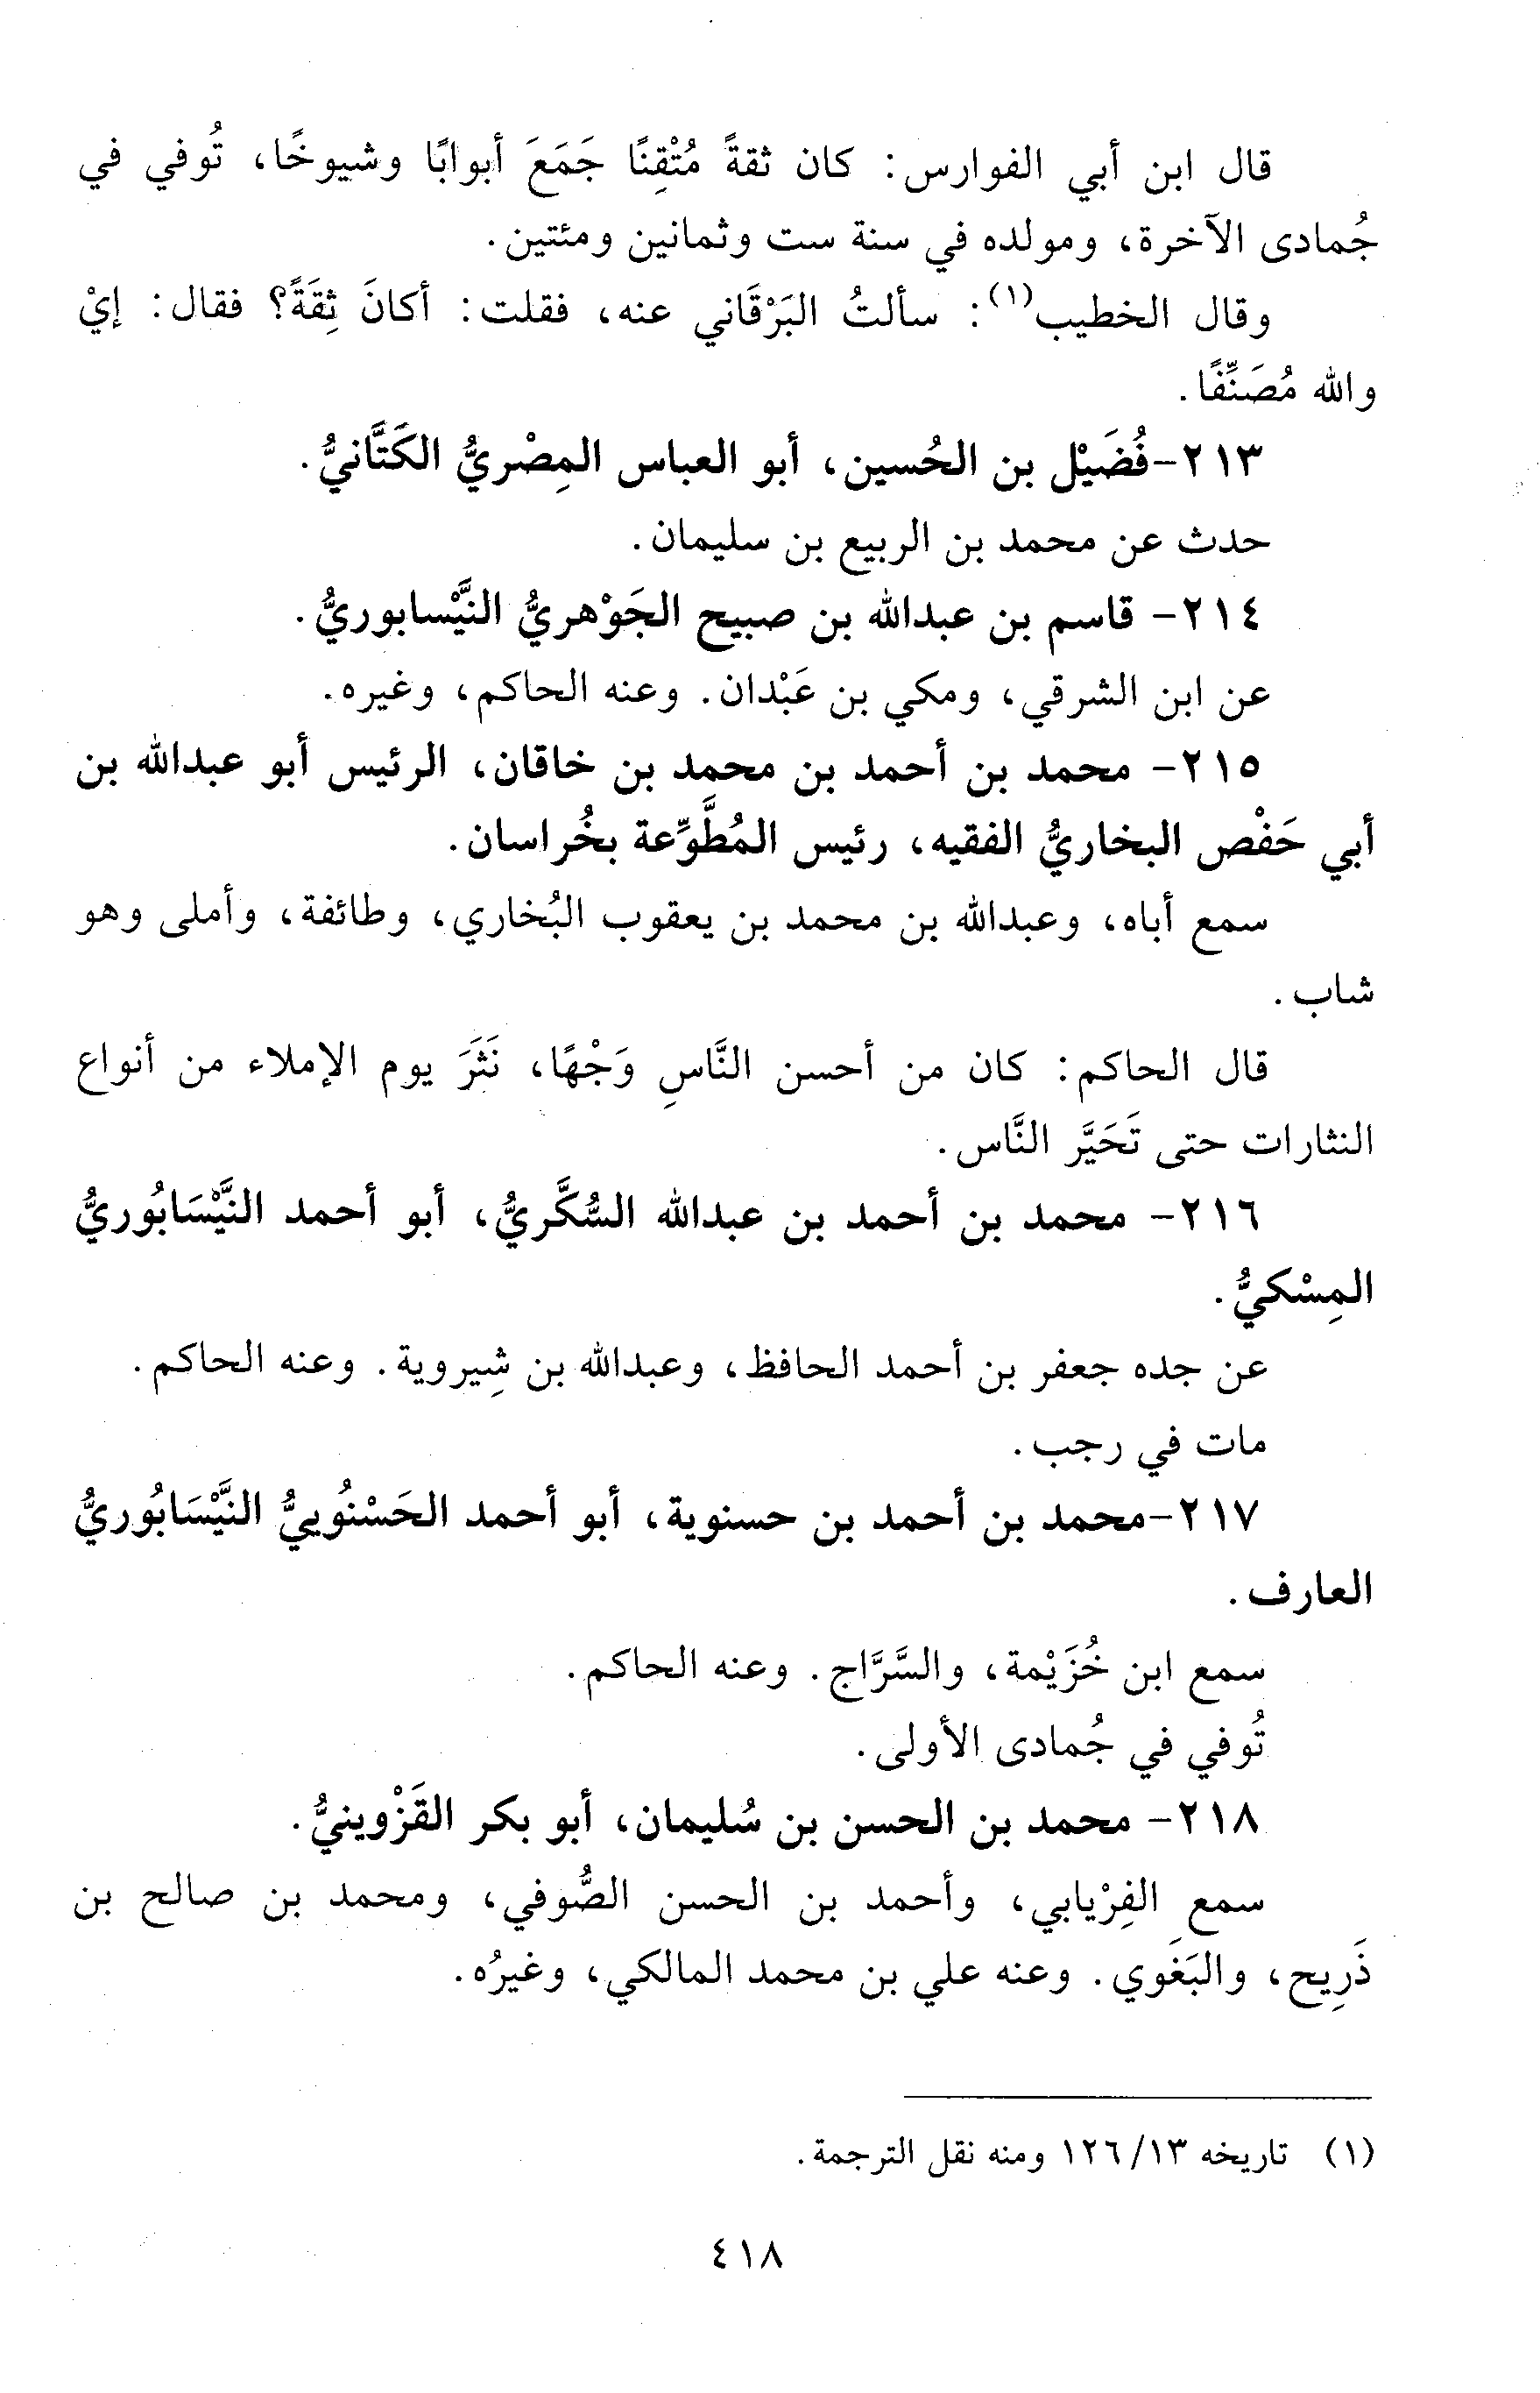 قال ابن أبي الفوارس: كان ثقةً مُتْقِنًا جَمَعَ أبوابًا وشيوخًا، تُوفي في
جُمادى الآخرة، ومولده في سنة ست وثمانين ومئتين.
وقال الخطيب(١): سألتُ البَرْقَاني عنه، فقلت: أكانَ ثِقَةً؟ فقال: إيْ
والله مُصَنِّفًا.
٢١٣-فُضَيْل بن الحُسين، أبو العباس المِصْريُّ الكَتَّانيُّ.
حدث عن محمد بن الربيع بن سليمان.
٢١٤- قاسم بن عبدالله بن صبيح الجَوْهريُّ النَّيْسابوريُّ.
عن ابن الشرقي، ومكي بن عَبْدان. وعنه الحاكم، وغيره.
٢١٥- محمد بن أحمد بن محمد بن خاقان، الرئيس أبو عبدالله بن
أبي حَفْص البخاريُّ الفقيه، رئيس المُطَّوِّعة بخُراسان.
سمع أباه، وعبدالله بن محمد بن يعقوب البُخاري، وطائفة، وأملى وهو
شاب.
قال الحاكم: كان من أحسن النَّاسِ وَجْهًا، نَثَرَ يوم الإملاء من أنواع
النثارات حتى تَحَيَّر النَّاس.
٢١٦- محمد بن أحمد بن عبدالله السُّكَّريُّ، أبو أحمد النَّيْسَابُوريُّ
المِسْكيُّ.
عن جده جعفر بن أحمد الحافظ، وعبدالله بن شِيروية. وعنه الحاكم.
مات في رجب.
٢١٧-محمد بن أحمد بن حسنوية، أبو أحمد الحَسْنُوييُّ النَّيْسَابُوريُّ
العارف.
سمع ابن خُزَيْمة، والسَّرَّاج. وعنه الحاكم.
تُوفي في جُمادى الأولى.
٢١٨- محمد بن الحسن بن سُليمان، أبو بكر القَزْوينيُّ.
سمع الفِرْيابي، وأحمد بن الحسن الصُّوفي، ومحمد بن صالح بن
ذَرِيح، والبَغَوي. وعنه علي بن محمد المالكي، وغيرُه.
(١) تاريخه ١٣/ ١٢٦ ومنه نقل الترجمة.
٤١٨